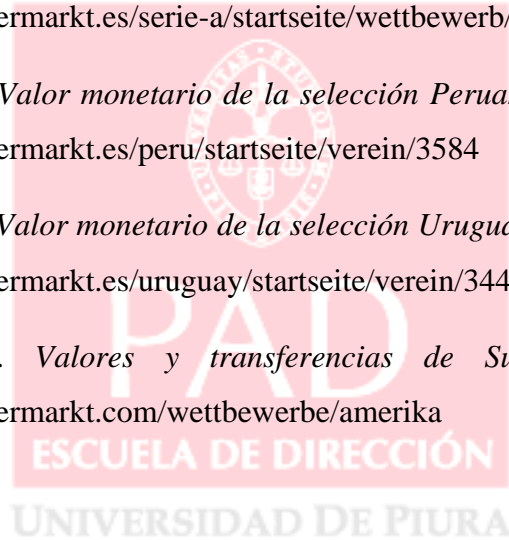 ermarkt.es/serie-a/startseite/wettbewerb/
Valor monetario de la selección Perua
ermarkt.es/peru/startseite/verein/3584
Valor monetario de la selección Urugua
ermarkt.es/uruguay/startseite/verein/344
. Valores y transferencias de Su
ermarkt.com/wettbewerbe/amerika
PAD
ESCUELA DE DIRECCIÓN
UNIVERSIDAD DE PIURA